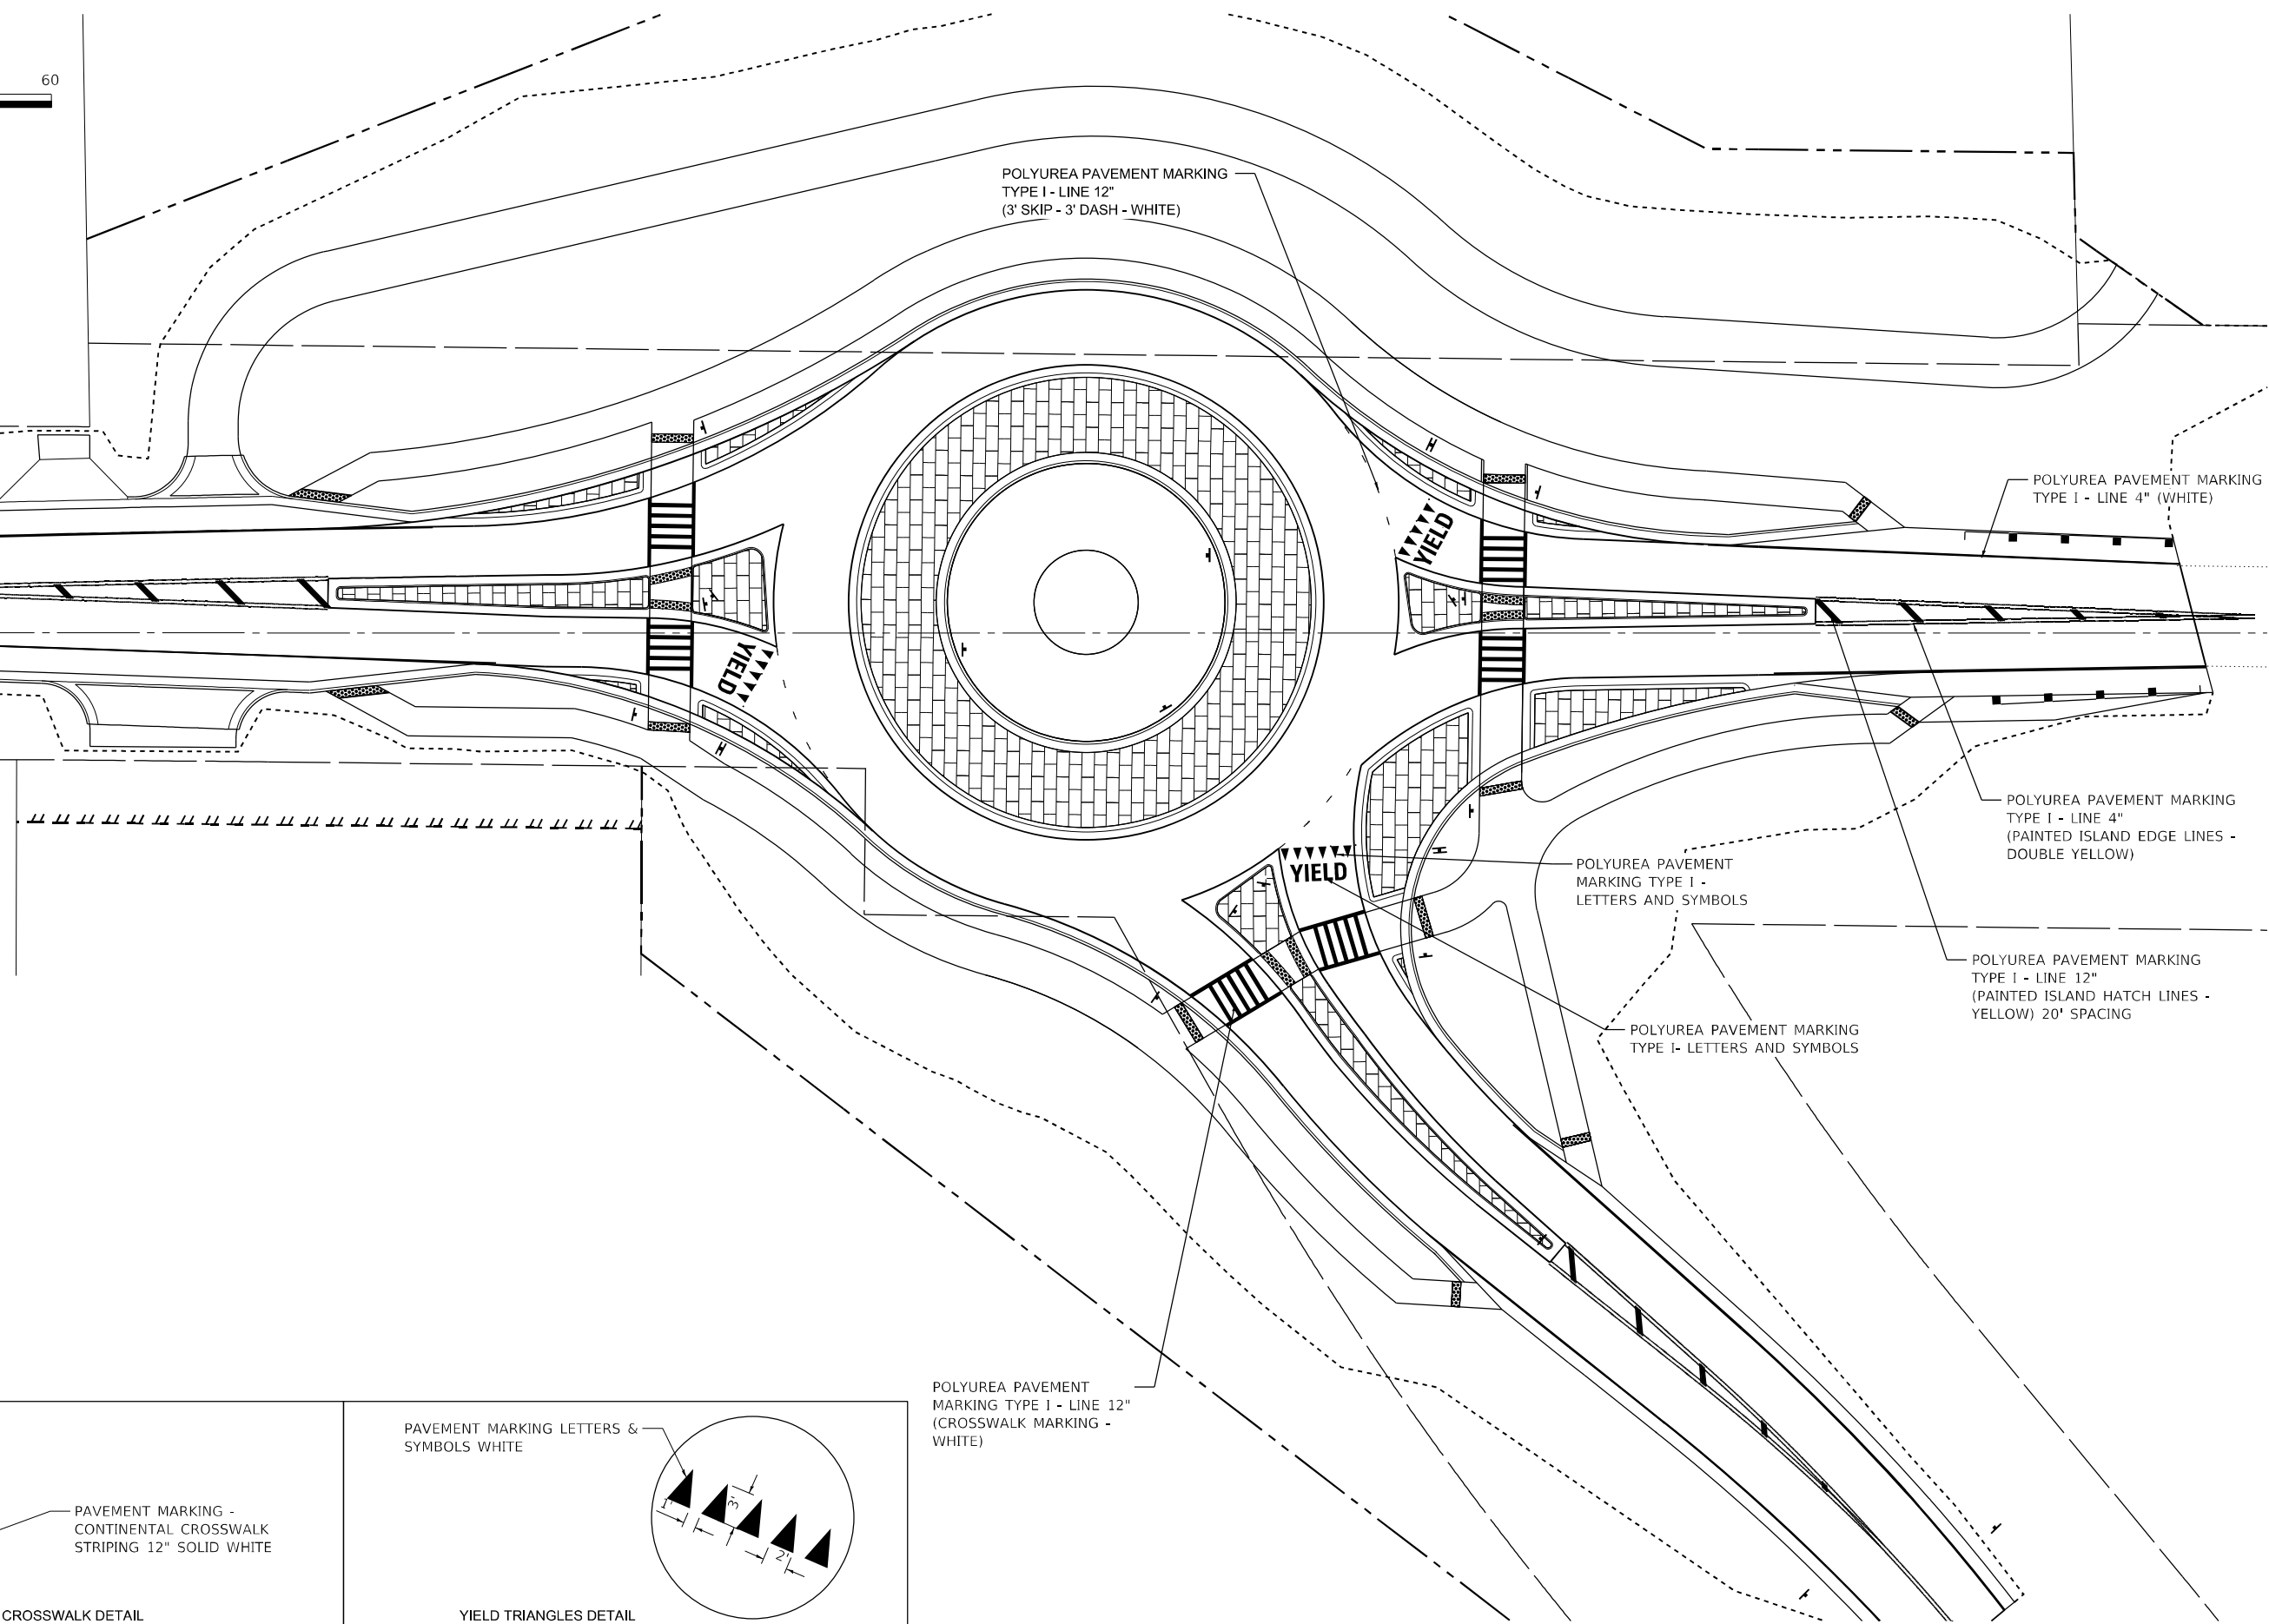 60
POLYUREA PAVEMENT MARKING
TYPE I - LINE 12"
(3' SKIP - 3' DASH - WHITE)
POLYUREA PAVEMENT MARKING
TYPE I - LINE 4" (WHITE)
YIELD
YIELD
POLYUREA PAVEMENT MARKING
TYPE I - LINE 4"
(PAINTED ISLAND EDGE LINES -
DOUBLE YELLOW)
YIELD
POLYUREA PAVEMENT
MARKING TYPE I -
LETTERS AND SYMBOLS
POLYUREA PAVEMENT MARKING
TYPE I - LINE 12"
(PAINTED ISLAND HATCH LINES -
YELLOW) 20' SPACING
POLYUREA PAVEMENT MARKING
TYPE I- LETTERS AND SYMBOLS
POLYUREA PAVEMENT
MARKING TYPE I - LINE 12"
(CROSSWALK MARKING -
WHITE)
PAVEMENT MARKING LETTERS &
SYMBOLS WHITE
1'
3'
2'
PAVEMENT MARKING -
CONTINENTAL CROSSWALK
STRIPING 12" SOLID WHITE
CROSSWALK DETAIL
YIELD TRIANGLES DETAIL